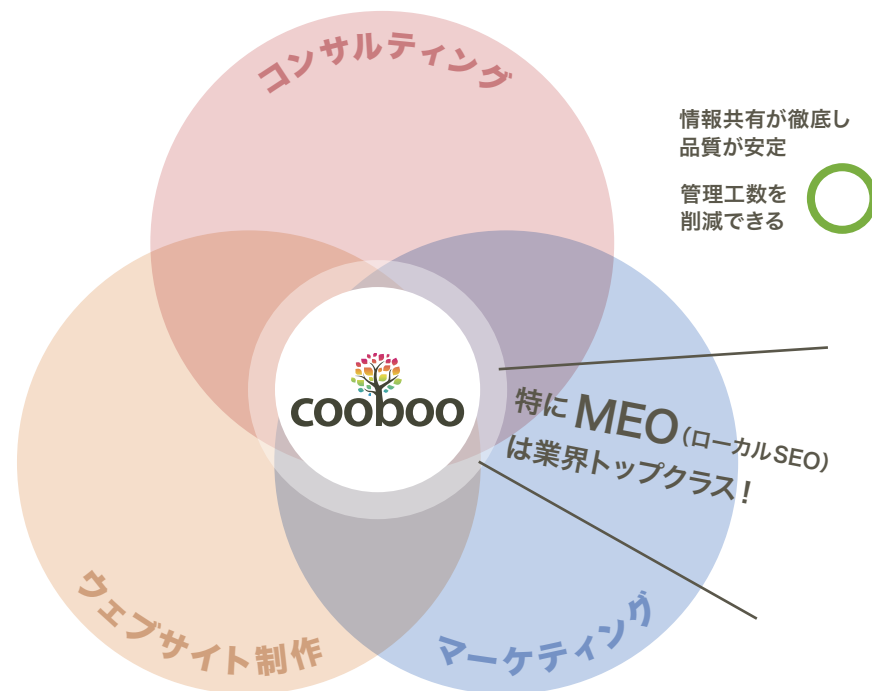 コンサルティング
情報共有が徹底し
品質が安定
管理工数を
削減できる
cooboo
特に MEO (ローカルSEO)
は業界トップクラス！
ウェブサイト制作
マーケティング